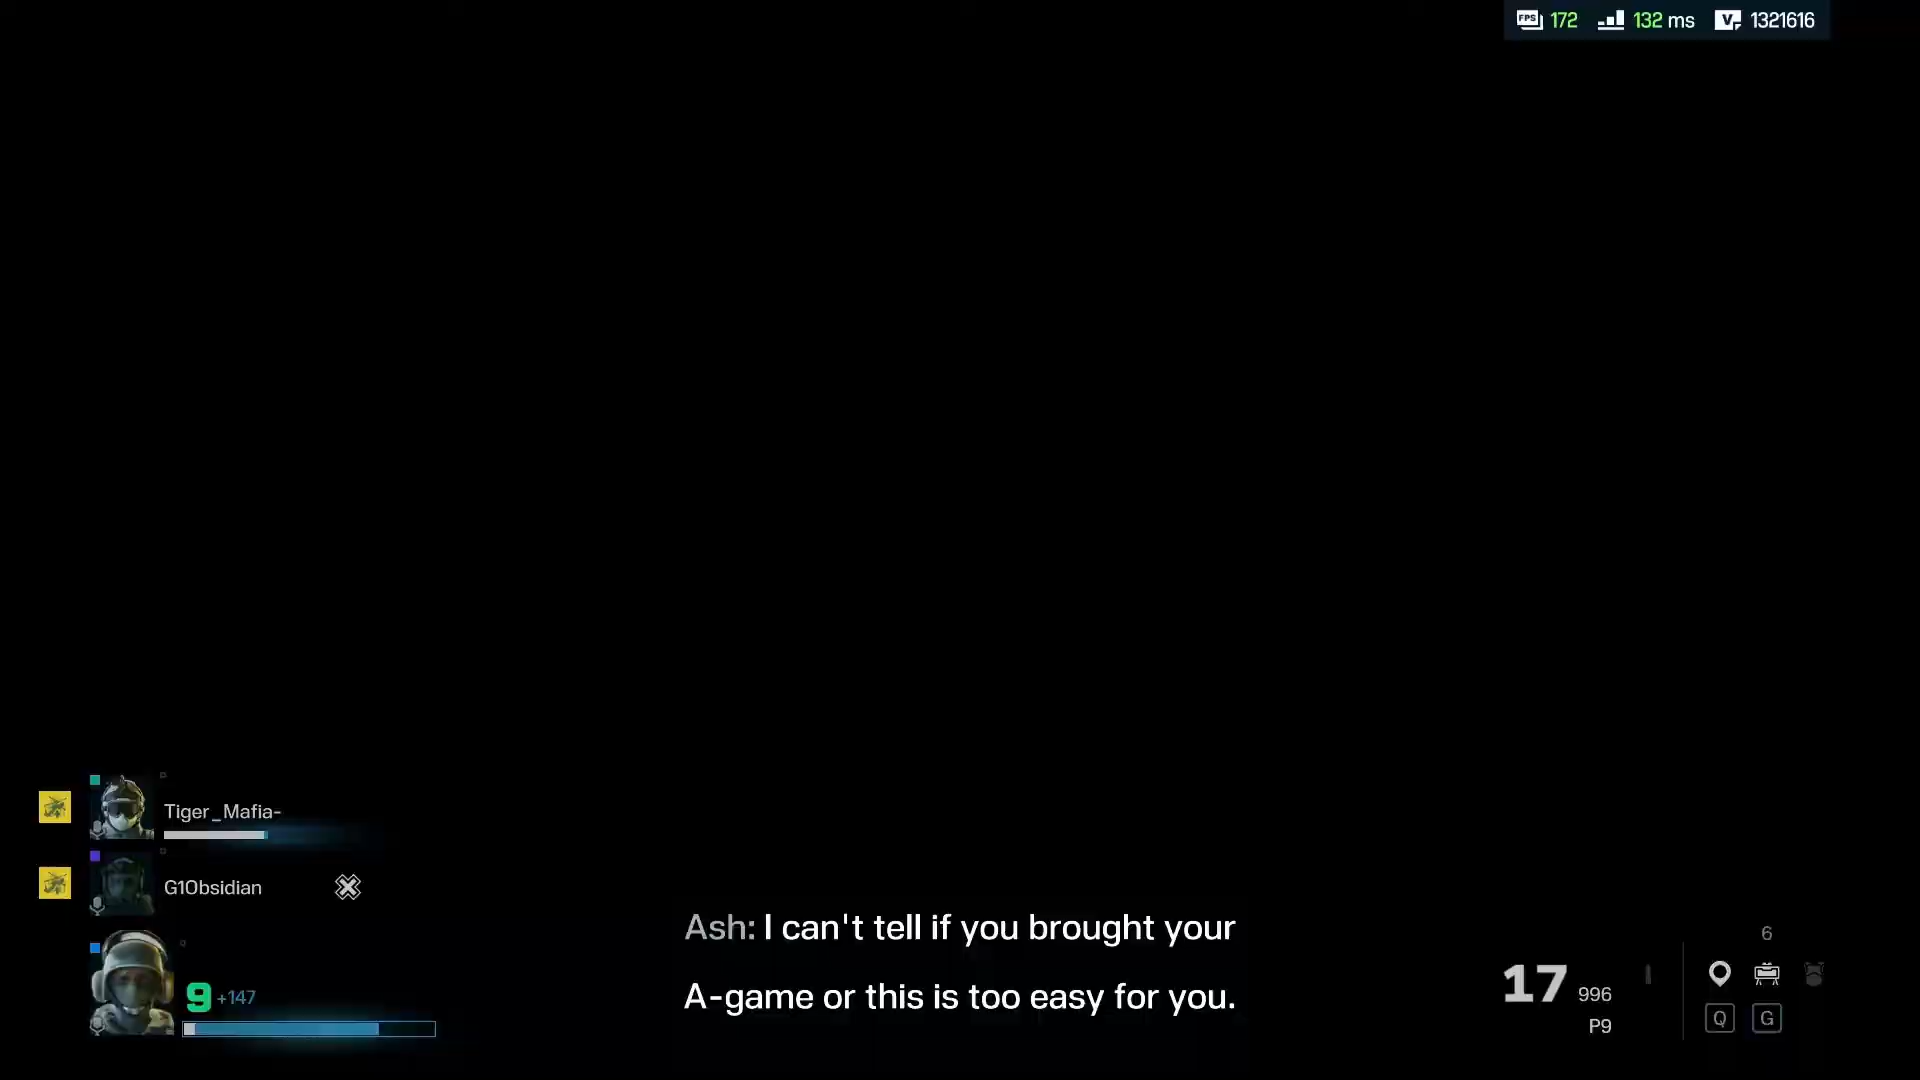 FPS 172 132 ms V 1321616
Tiger_Mafia-
G1Obsidian
9 +147
Ash: I can't tell if you brought your
A-game or this is too easy for you.
6
17 996
P9
Q G